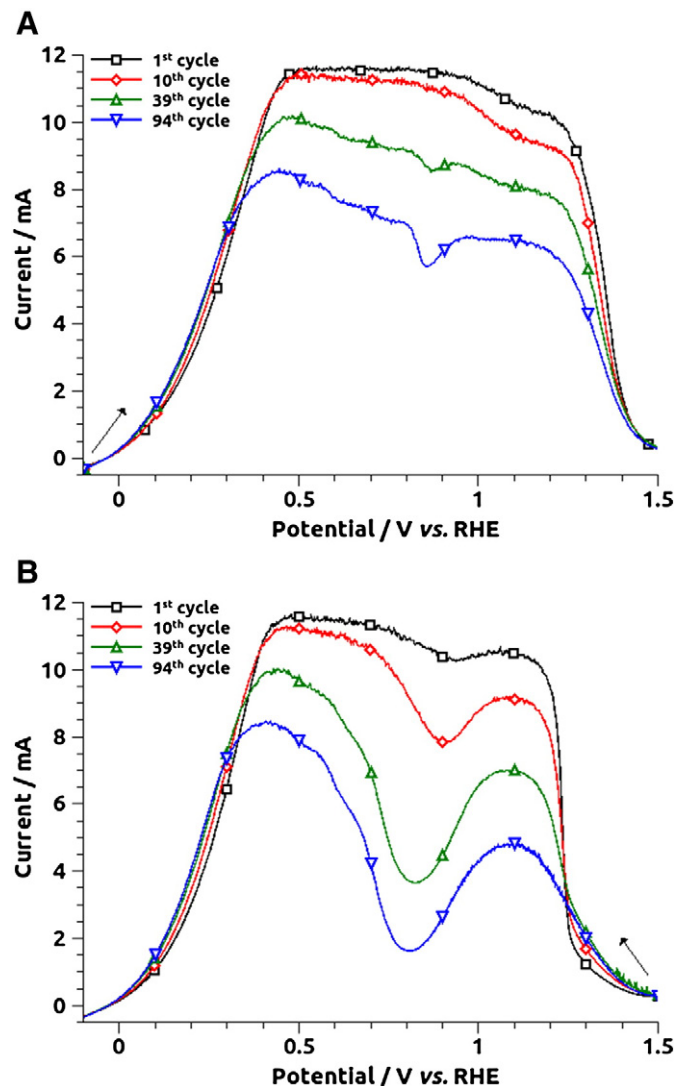 A
12
10
8
6
4
2
0
Current / mA
1st cycle
10th cycle
39th cycle
94th cycle
0
0.5
1
1.5
Potential / V vs. RHE
B
12
10
8
6
4
2
0
Current / mA
1st cycle
10th cycle
39th cycle
94th cycle
0
0.5
1
1.5
Potential / V vs. RHE